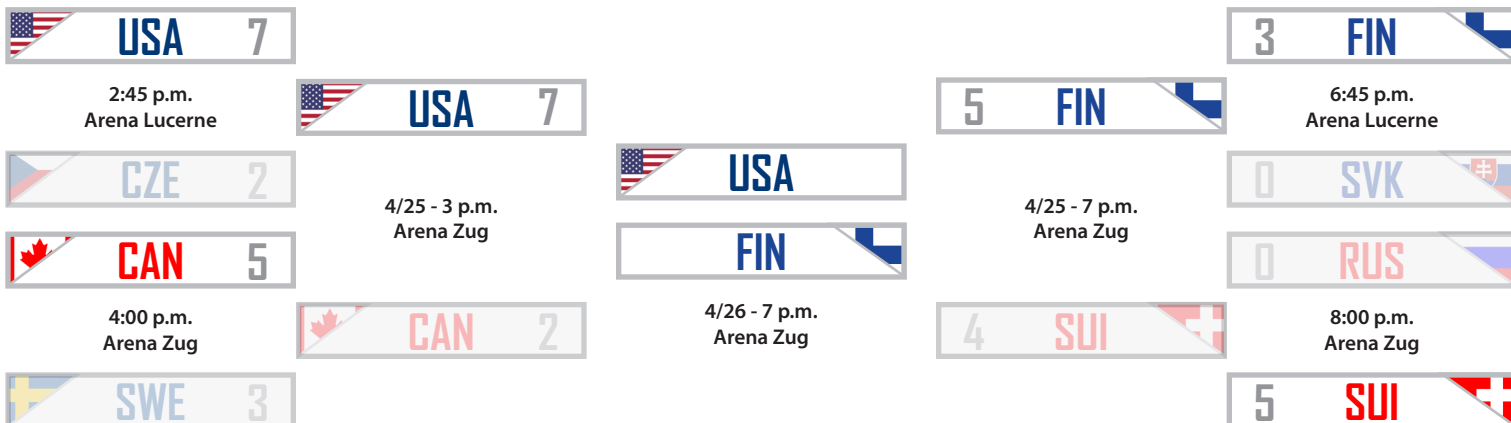 USA 7
2:45 p.m.
Arena Lucerne
CZE 2
CAN 5
4:00 p.m.
Arena Zug
SWE 3
USA 7
4/25 - 3 p.m.
Arena Zug
CAN 2
USA
FIN
4/26 - 7 p.m.
Arena Zug
5 FIN
4/25 - 7 p.m.
Arena Zug
4 SUI
3 FIN
6:45 p.m.
Arena Lucerne
0 SVK
0 RUS
8:00 p.m.
Arena Zug
5 SUI